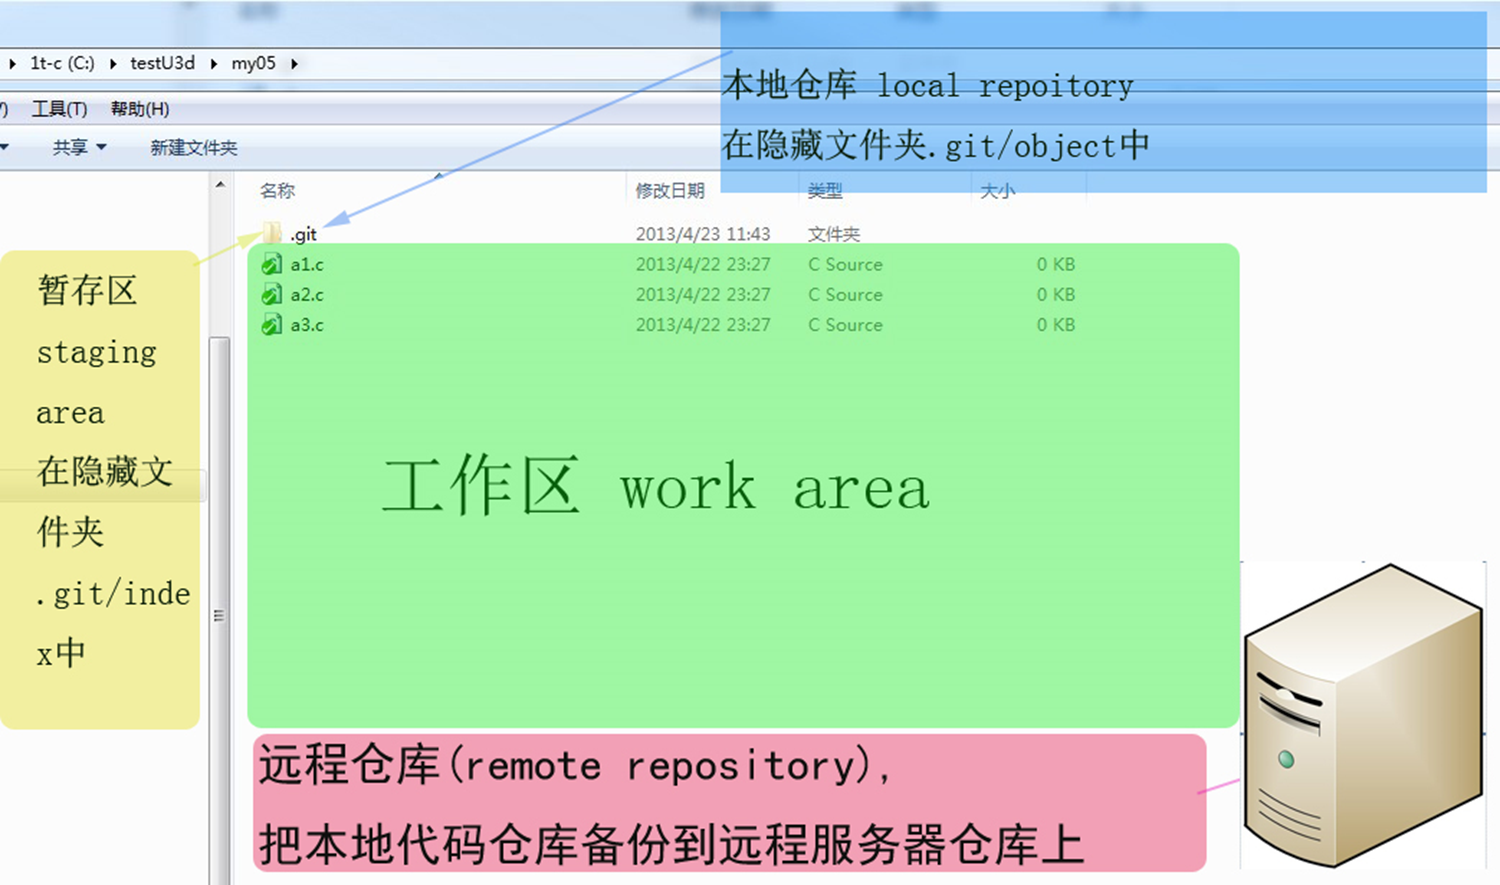 1t-c (C:) testU3d my05
) 工具(T) 帮助(H)
共享 新建文件夹
本地仓库 local repoitory
在隐藏文件夹.git/object中
名称 修改日期 类型 大小
.git 2013/4/23 11:43 文件夹
a1.c 2013/4/22 23:27 C Source 0 KB
a2.c 2013/4/22 23:27 C Source 0 KB
a3.c 2013/4/22 23:27 C Source 0 KB
暂存区
staging
area
在隐藏文
件夹
.git/inde
x中
工作区 work area
远程仓库(remote repository),
把本地代码仓库备份到远程服务器仓库上